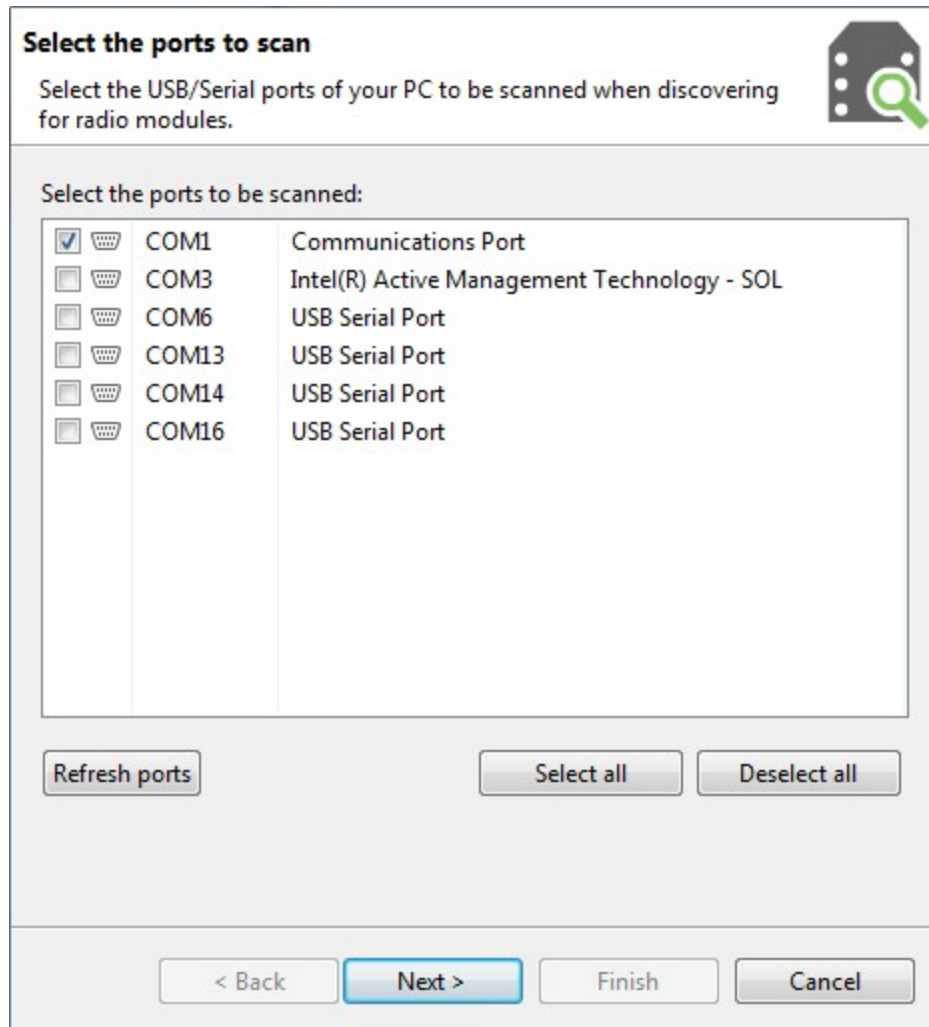 Select the ports to scan
Select the USB/Serial ports of your PC to be scanned when discovering
for radio modules.
Select the ports to be scanned:
COM1 Communications Port
COM3 Intel(R) Active Management Technology - SOL
COM6 USB Serial Port
COM13 USB Serial Port
COM14 USB Serial Port
COM16 USB Serial Port
Refresh ports Select all Deselect all
< Back Next > Finish Cancel